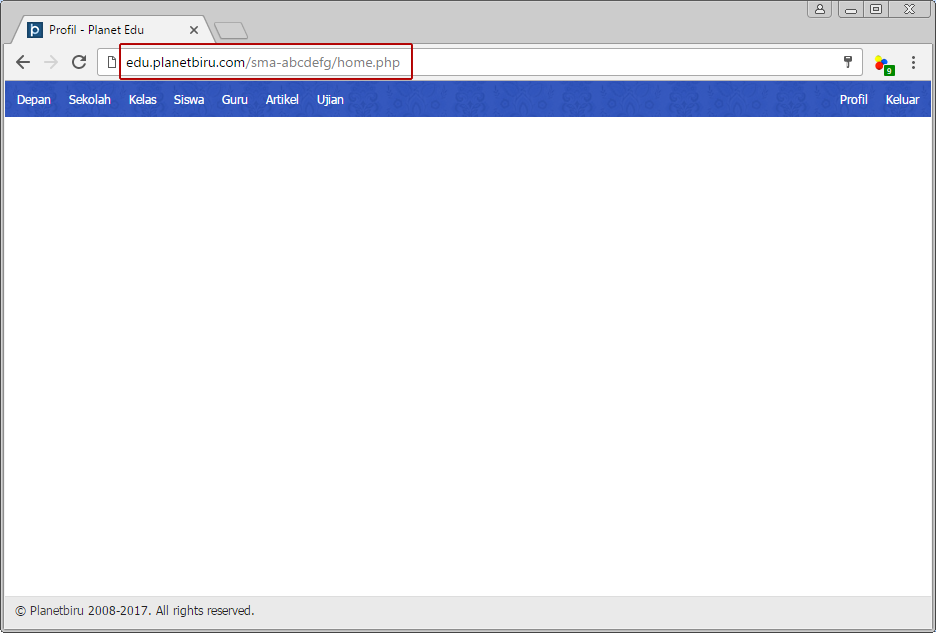 Profil - Planet Edu
edu.planetbiru.com/sma-abcdefg/home.php
9
Depan Sekolah Kelas Siswa Guru Artikel Ujian Profil Keluar
© Planetbiru 2008-2017. All rights reserved.